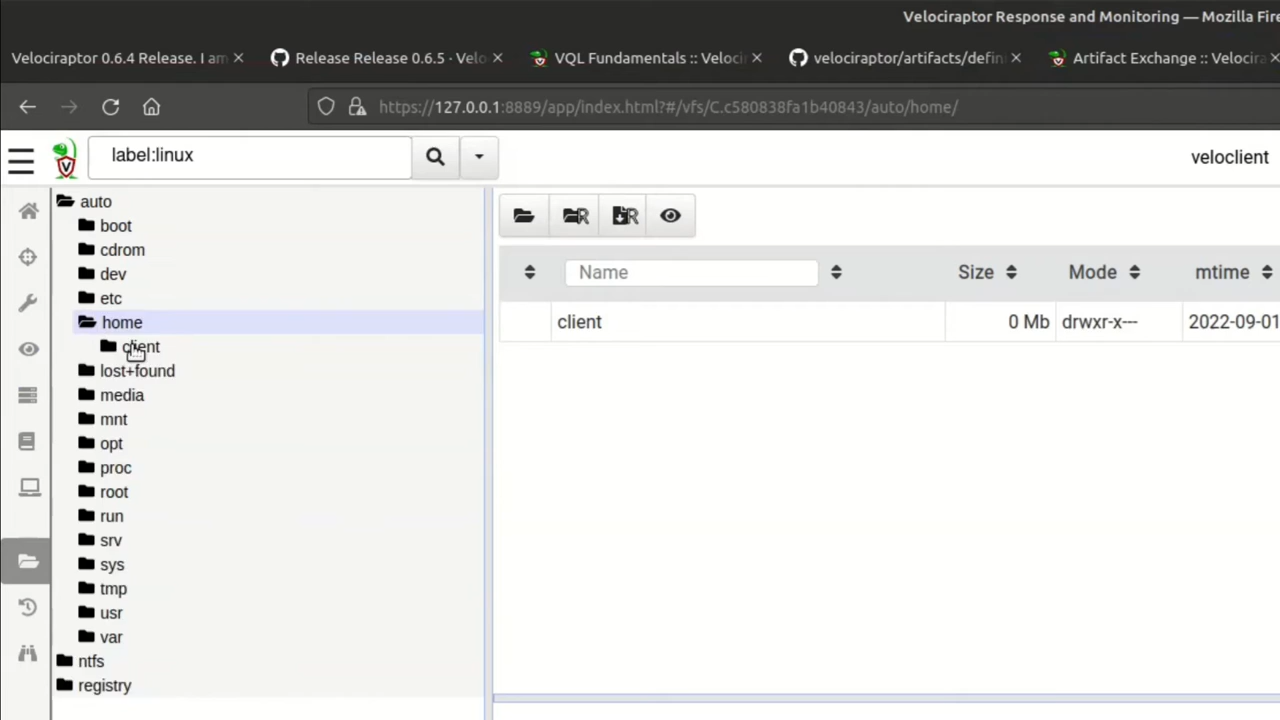 Velociraptor Response and Monitoring — Mozilla Fire
Velociraptor 0.6.4 Release. I am
Release Release 0.6.5 · Velo
VQL Fundamentals :: Veloci
velociraptor/artifacts/defin
Artifact Exchange :: Velocira
https://127.0.0.1:8889/app/index.html?#/vfs/C.c580838fa1b40843/auto/home/
label:linux
veloclient
auto
boot
cdrom
dev
etc
home
client
lost+found
media
mnt
opt
proc
root
run
srv
sys
tmp
usr
var
ntfs
registry
R
R
Name Size Mode mtime
client 0 Mb drwxr-x--- 2022-09-01